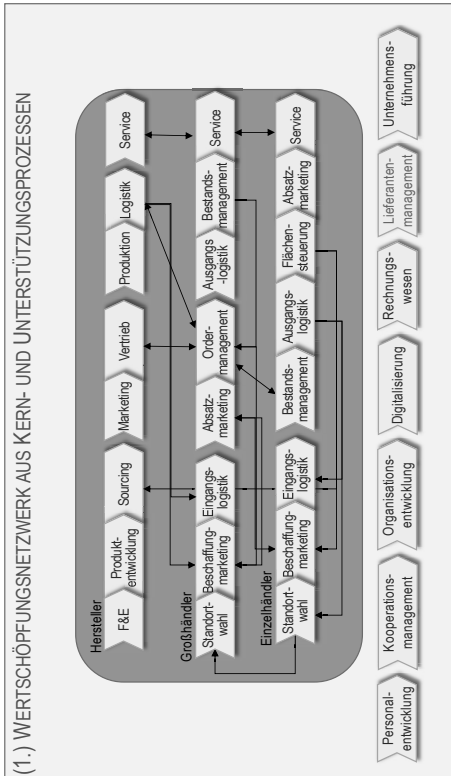 (1.) WERTSCHÖPFUNGSNETZWERK AUS KERN- UND UNTERSTÜTZUNGSPROZESSEN
Hersteller
F&E
Produkt-
entwicklung
Sourcing
Marketing
Vertrieb
Produktion
Logistik
Service
Großhändler
Standort-
wahl
Beschaffung-
marketing
Eingangs-
logistik
Absatz-
marketing
Order-
management
Ausgangs
-logistik
Bestands-
management
Service
Einzelhändler
Standort-
wahl
Beschaffung-
marketing
Eingangs-
logistik
Bestands-
management
Ausgangs-
logistik
Flächen-
steuerung
Absatz-
marketing
Service
Personal-
entwicklung
Kooperations-
management
Organisations-
entwicklung
Digitalisierung
Rechnungs-
wesen
Lieferanten-
management
Unternehmens-
führung